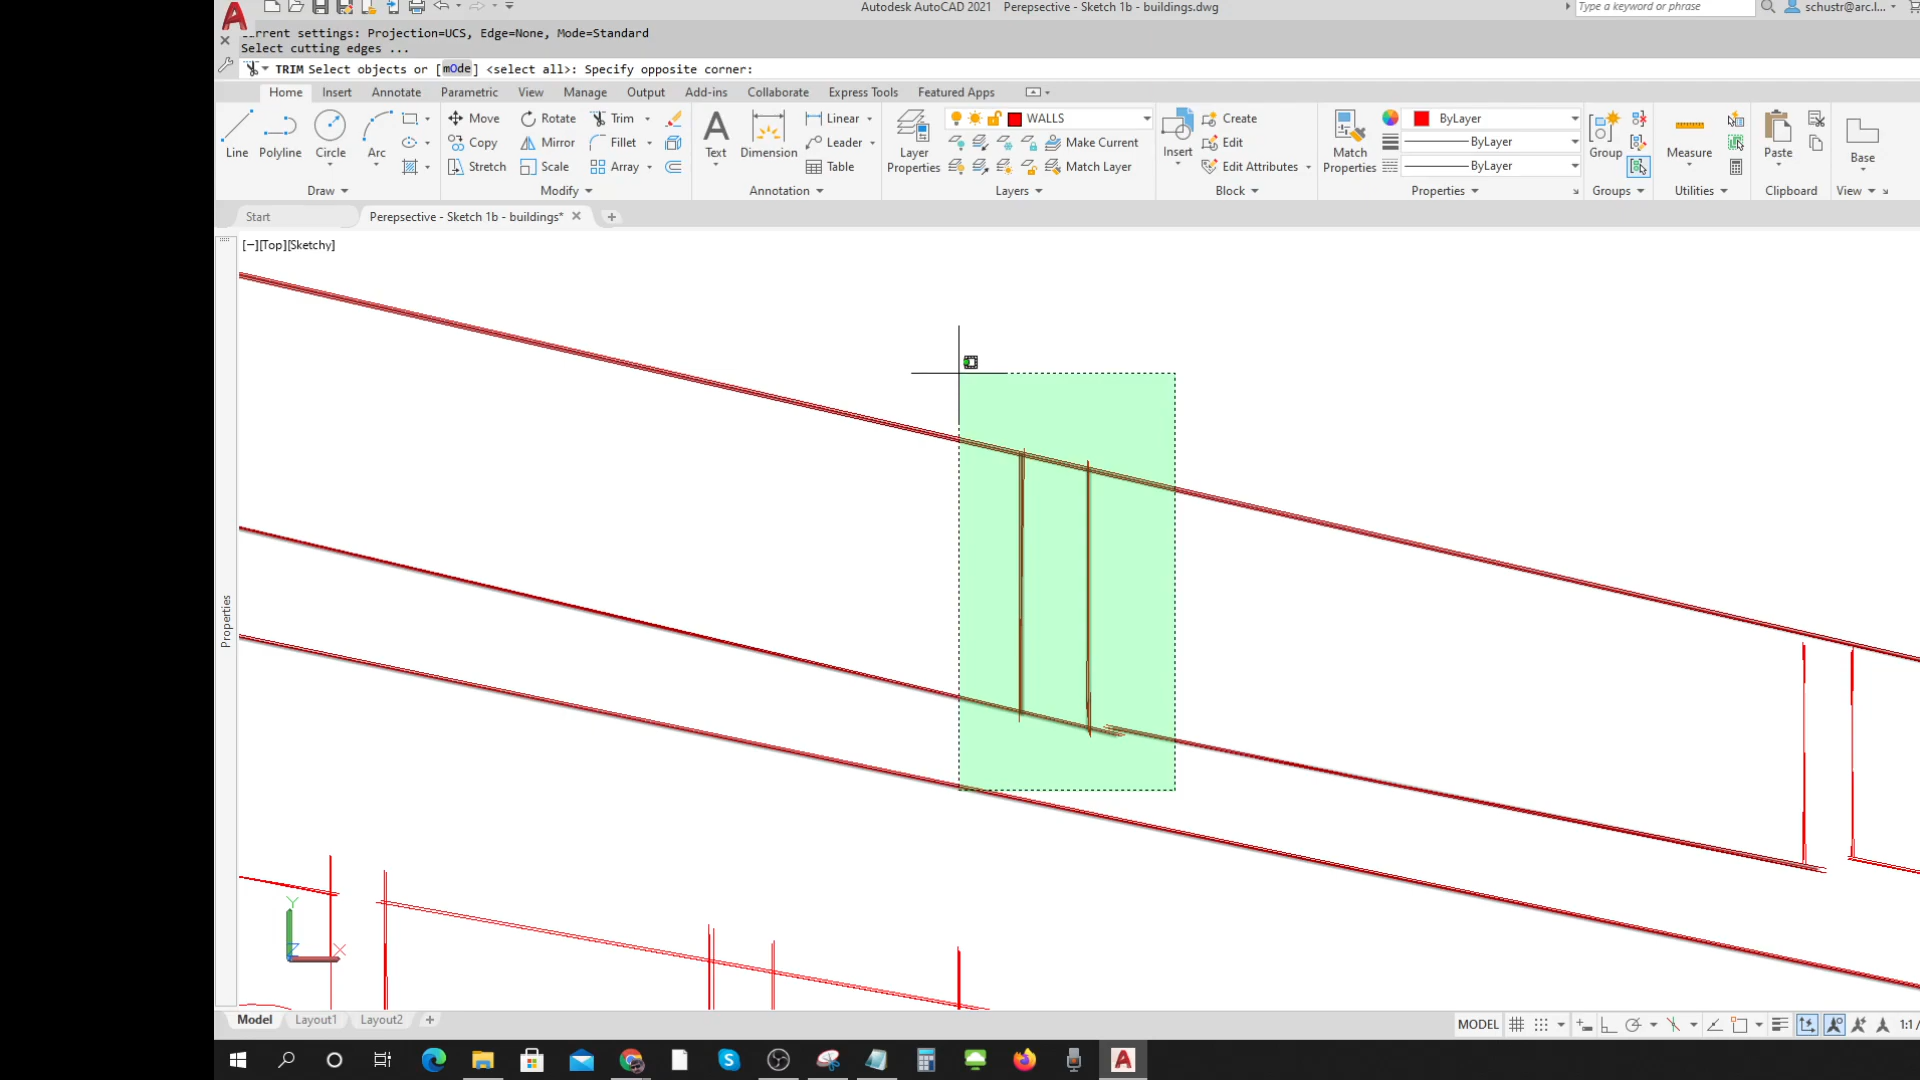 Autodesk AutoCAD 2021 Perepsective - Sketch 1b - buildings.dwg
Type a keyword or phrase
schustr@arc.l...
Current settings: Projection=UCS, Edge=None, Mode=Standard
Select cutting edges ...
TRIM Select objects or [mOde] <select all>: Specify opposite corner:
Home Insert Annotate Parametric View Manage Output Add-ins Collaborate Express Tools Featured Apps
Line
Polyline
Circle
Arc
Draw
Move Rotate Trim
Copy Mirror Fillet
Stretch Scale Array
Modify
Text
Dimension
Linear
Leader
Table
Annotation
Layer
Properties
WALLS
Make Current
Match Layer
Layers
Insert
Create
Edit
Edit Attributes
Block
Match
Properties
ByLayer
ByLayer
ByLayer
Properties
Group
Groups
Measure
Utilities
Paste
Clipboard
Base
View
Start
Perepsective - Sketch 1b - buildings*
[−][Top][Sketchy]
Properties
Y
Z
X
Model Layout1 Layout2
MODEL
1:1 /